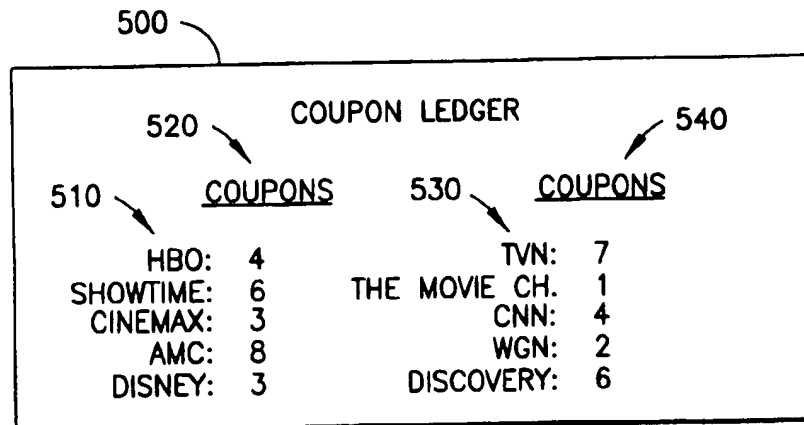 500
COUPON LEDGER
520 540
COUPONS COUPONS
510 530
HBO: 4 TVN: 7
SHOWTIME: 6 THE MOVIE CH. 1
CINEMAX: 3 CNN: 4
AMC: 8 WGN: 2
DISNEY: 3 DISCOVERY: 6